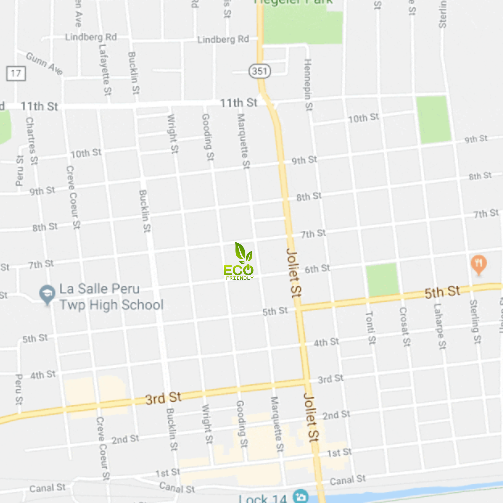 Hegeler Park
Lindberg Rd
Lindberg Rd
Gunn Ave
Lafayette St
Bucklin St
Hennepin St
Sterling
17
351
11th St
11th St
Chartres St
Wright St
Gooding St
Marquette St
10th St
10th St
9th St
9th St
9th St
Peru St
Creve Coeur St
Bucklin St
8th St
8th St
7th St
7th St
7th St
6th St
Joliet St
ECO
FRIENDLY
La Salle Peru
Twp High School
5th St
5th St
5th St
Tonti St
Crosat St
Laharpe St
Sterling St
4th St
4th St
3rd St
3rd St
Peru St
Creve Coeur St
Bucklin St
Wright St
Gooding St
Marquette St
Joliet St
2nd St
2nd St
1st St
1st St
Canal St
Canal St
Canal St
Lock 14